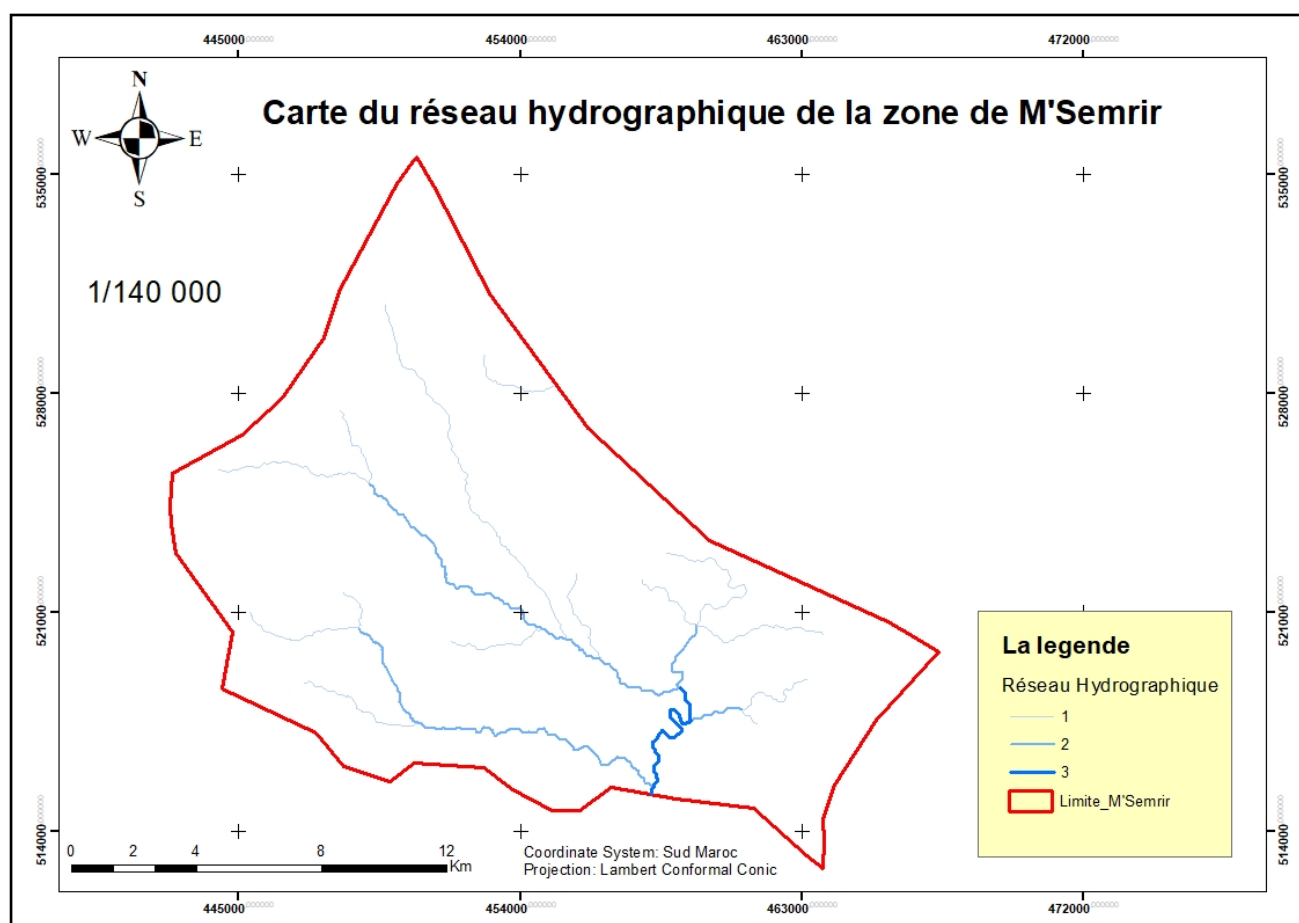 445000 454000 463000 472000
N
W E
S
Carte du réseau hydrographique de la zone de M'Semrir
1/140 000
535000 535000
528000 528000
521000 521000
514000 514000
La legende
Réseau Hydrographique
1
2
3
Limite_M'Semrir
0 2 4 8 12
Km
Coordinate System: Sud Maroc
Projection: Lambert Conformal Conic
445000 454000 463000 472000